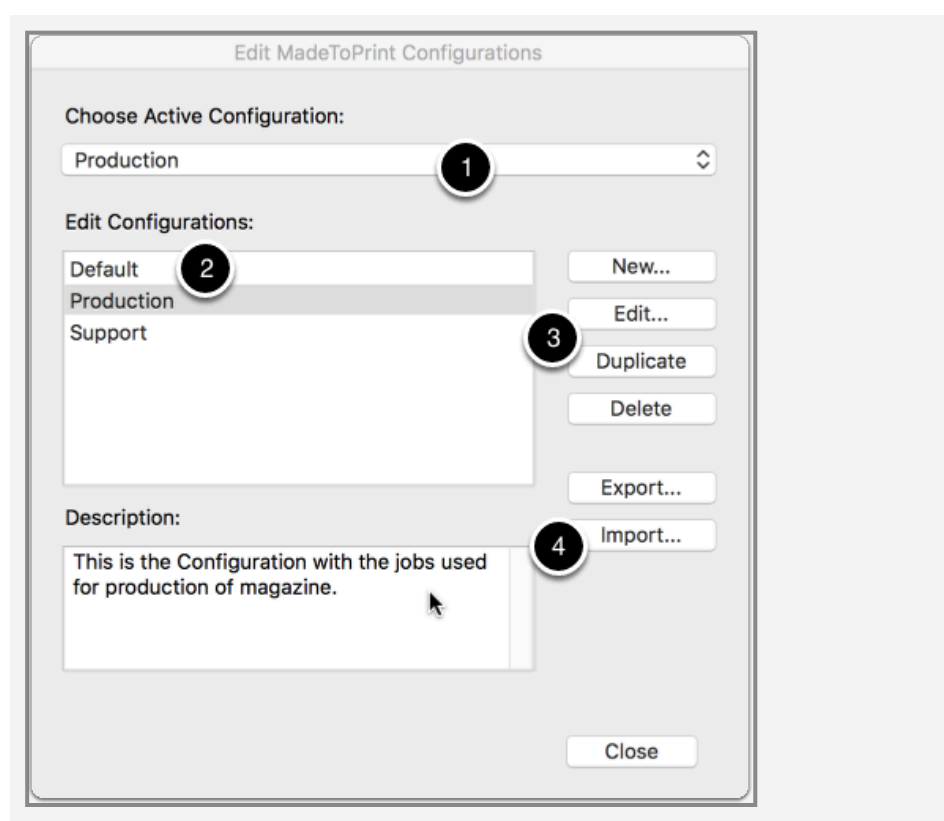 Edit MadeToPrint Configurations
Choose Active Configuration:
Production
1
Edit Configurations:
Default
2
Production
Support
New...
Edit...
3
Duplicate
Delete
Export...
Import...
4
Description:
This is the Configuration with the jobs used
for production of magazine.
Close